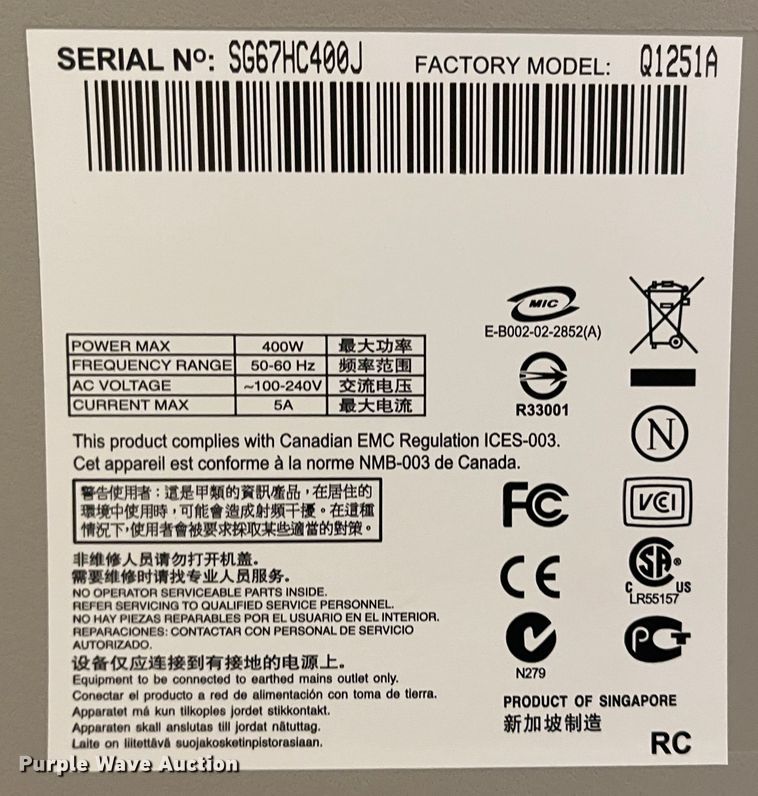 SERIAL Nº: SG67HC400J FACTORY MODEL: Q1251A
MIC
E-B002-02-2852(A)
POWER MAX 400W 最大功率
FREQUENCY RANGE 50-60 Hz 频率范围
AC VOLTAGE ~100-240V 交流电压
CURRENT MAX 5A 最大电流
R33001
N
This product complies with Canadian EMC Regulation ICES-003.
Cet appareil est conforme à la norme NMB-003 de Canada.
警告使用者：這是甲類的資訊產品，在居住的
環境中使用時，可能會造成射頻干擾。在這種
情況下，使用者會被要求採取某些適當的對策。
FC
VCI
非维修人员请勿打开机盖。
需要维修时请找专业人员服务。
NO OPERATOR SERVICEABLE PARTS INSIDE.
REFER SERVICING TO QUALIFIED SERVICE PERSONNEL.
NO HAY PIEZAS REPARABLES POR EL USUARIO EN EL INTERIOR.
REPARACIONES: CONTACTAR CON PERSONAL DE SERVICIO
AUTORIZADO.
CE
SA®
C US
LR55157
N279
PCT
设备仅应连接到有接地的电源上。
Equipment to be connected to earthed mains outlet only.
Conectar el producto a red de alimentación con toma de tierra.
Apparatet må kun tilkoples jordet stikkontakt.
Apparaten skall anslutas till jordat nätuttag.
Laite on liitettävä suojakosketinpistorasiaan.
PRODUCT OF SINGAPORE
新加坡制造
RC
Purple Wave Auction